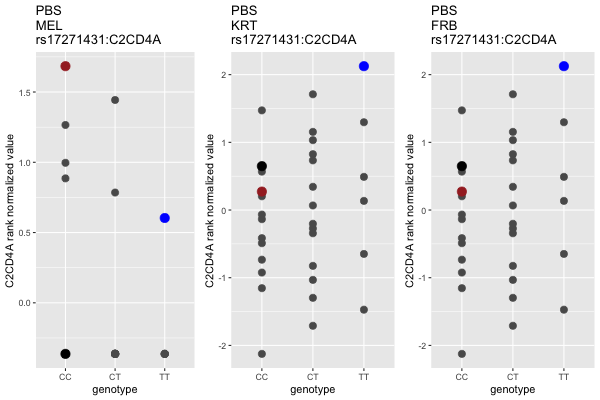 PBS
MEL
rs17271431:C2CD4A
C2CD4A rank normalized value
1.5
1.0
0.5
0.0
CC CT TT
genotype
PBS
KRT
rs17271431:C2CD4A
C2CD4A rank normalized value
2
1
0
-1
-2
CC CT TT
genotype
PBS
FRB
rs17271431:C2CD4A
C2CD4A rank normalized value
2
1
0
-1
-2
CC CT TT
genotype